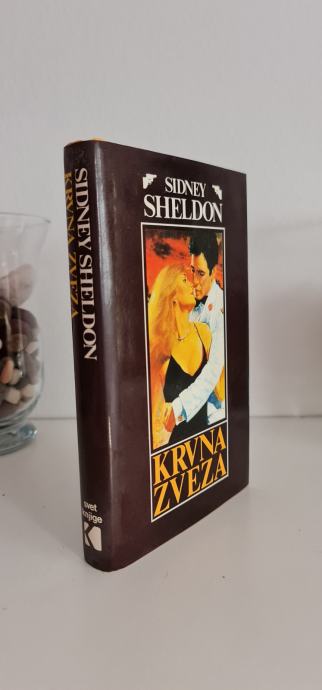 SIDNEY SHELDON
KRVNA ZVEZA
svet
knjige
K
SIDNEY
SHELDON
KRVNA
ZVEZA